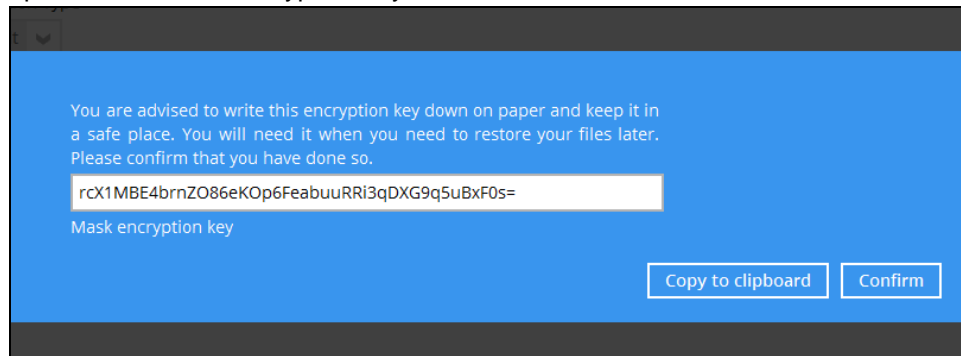 t
You are advised to write this encryption key down on paper and keep it in
a safe place. You will need it when you need to restore your files later.
Please confirm that you have done so.
rcX1MBE4brnZO86eKOp6FeabuuRRi3qDXG9q5uBxF0s=
Mask encryption key
Copy to clipboard Confirm